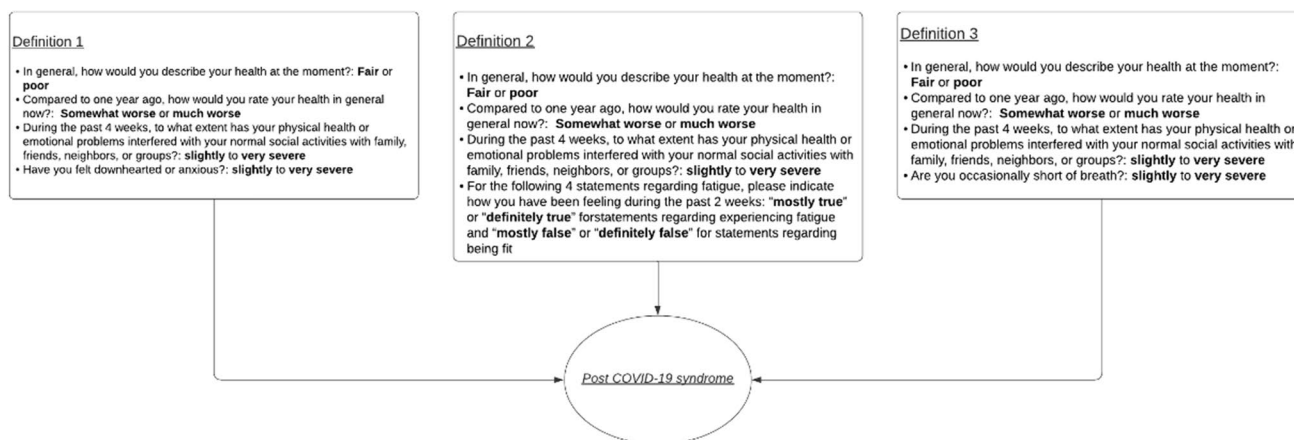 Definition 1
• In general, how would you describe your health at the moment?: Fair or
poor
• Compared to one year ago, how would you rate your health in general
now?: Somewhat worse or much worse
• During the past 4 weeks, to what extent has your physical health or
emotional problems interfered with your normal social activities with family,
friends, neighbors, or groups?: slightly to very severe
• Have you felt downhearted or anxious?: slightly to very severe
Definition 2
• In general, how would you describe your health at the moment?:
Fair or poor
• Compared to one year ago, how would you rate your health in
general now?: Somewhat worse or much worse
• During the past 4 weeks, to what extent has your physical health or
emotional problems interfered with your normal social activities with
family, friends, neighbors, or groups?: slightly to very severe
• For the following 4 statements regarding fatigue, please indicate
how you have been feeling during the past 2 weeks: "mostly true"
or "definitely true" forstatements regarding experiencing fatigue
and "mostly false" or "definitely false" for statements regarding
being fit
Definition 3
• In general, how would you describe your health at the moment?:
Fair or poor
• Compared to one year ago, how would you rate your health in
general now?: Somewhat worse or much worse
• During the past 4 weeks, to what extent has your physical health or
emotional problems interfered with your normal social activities with
family, friends, neighbors, or groups?: slightly to very severe
• Are you occasionally short of breath?: slightly to very severe
Post COVID-19 syndrome